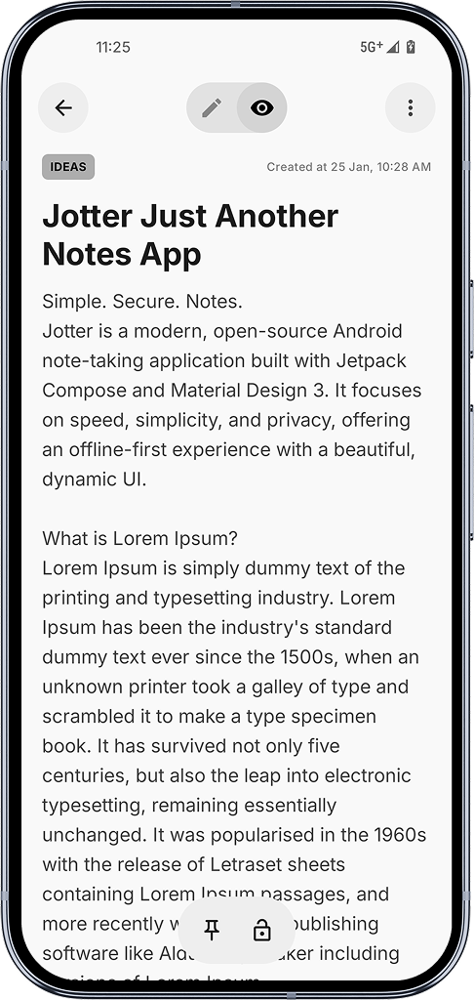 11:25
5G+
IDEAS
Created at 25 Jan, 10:28 AM
Jotter Just Another
Notes App
Simple. Secure. Notes.
Jotter is a modern, open-source Android
note-taking application built with Jetpack
Compose and Material Design 3. It focuses
on speed, simplicity, and privacy, offering
an offline-first experience with a beautiful,
dynamic UI.
What is Lorem Ipsum?
Lorem Ipsum is simply dummy text of the
printing and typesetting industry. Lorem
Ipsum has been the industry's standard
dummy text ever since the 1500s, when an
unknown printer took a galley of type and
scrambled it to make a type specimen
book. It has survived not only five
centuries, but also the leap into electronic
typesetting, remaining essentially
unchanged. It was popularised in the 1960s
with the release of Letraset sheets
containing Lorem Ipsum passages, and
more recently publishing
software like including
Lorem Ipsum